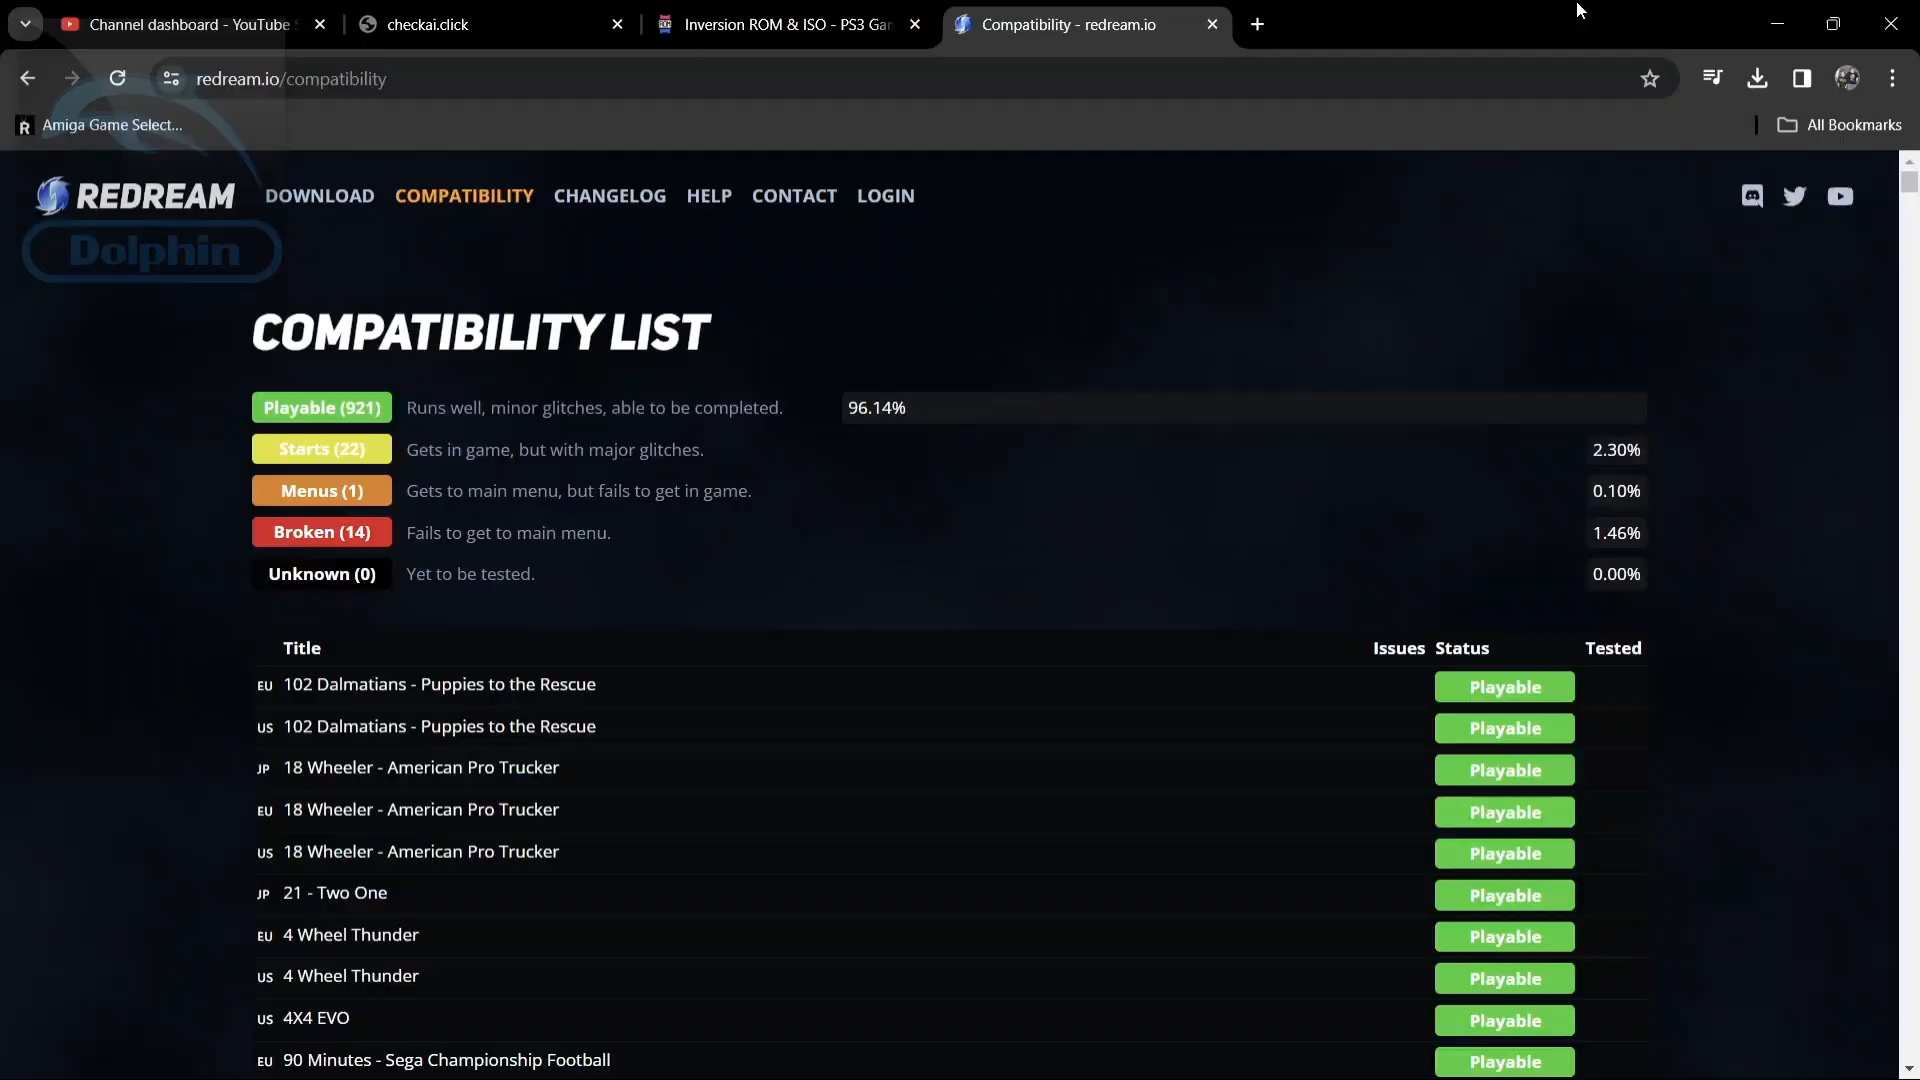 Channel dashboard - YouTube
checkai.click
Inversion ROM & ISO - PS3 Gam
Compatibility - redream.io
redream.io/compatibility
Amiga Game Select...
All Bookmarks
REDREAM
DOWNLOAD
COMPATIBILITY
CHANGELOG
HELP
CONTACT
LOGIN
Dolphin
COMPATIBILITY LIST
Playable (921) Runs well, minor glitches, able to be completed. 96.14%
Starts (22) Gets in game, but with major glitches. 2.30%
Menus (1) Gets to main menu, but fails to get in game. 0.10%
Broken (14) Fails to get to main menu. 1.46%
Unknown (0) Yet to be tested. 0.00%
Title Issues Status Tested
EU 102 Dalmatians - Puppies to the Rescue Playable
US 102 Dalmatians - Puppies to the Rescue Playable
JP 18 Wheeler - American Pro Trucker Playable
EU 18 Wheeler - American Pro Trucker Playable
US 18 Wheeler - American Pro Trucker Playable
JP 21 - Two One Playable
EU 4 Wheel Thunder Playable
US 4 Wheel Thunder Playable
US 4X4 EVO Playable
EU 90 Minutes - Sega Championship Football Playable